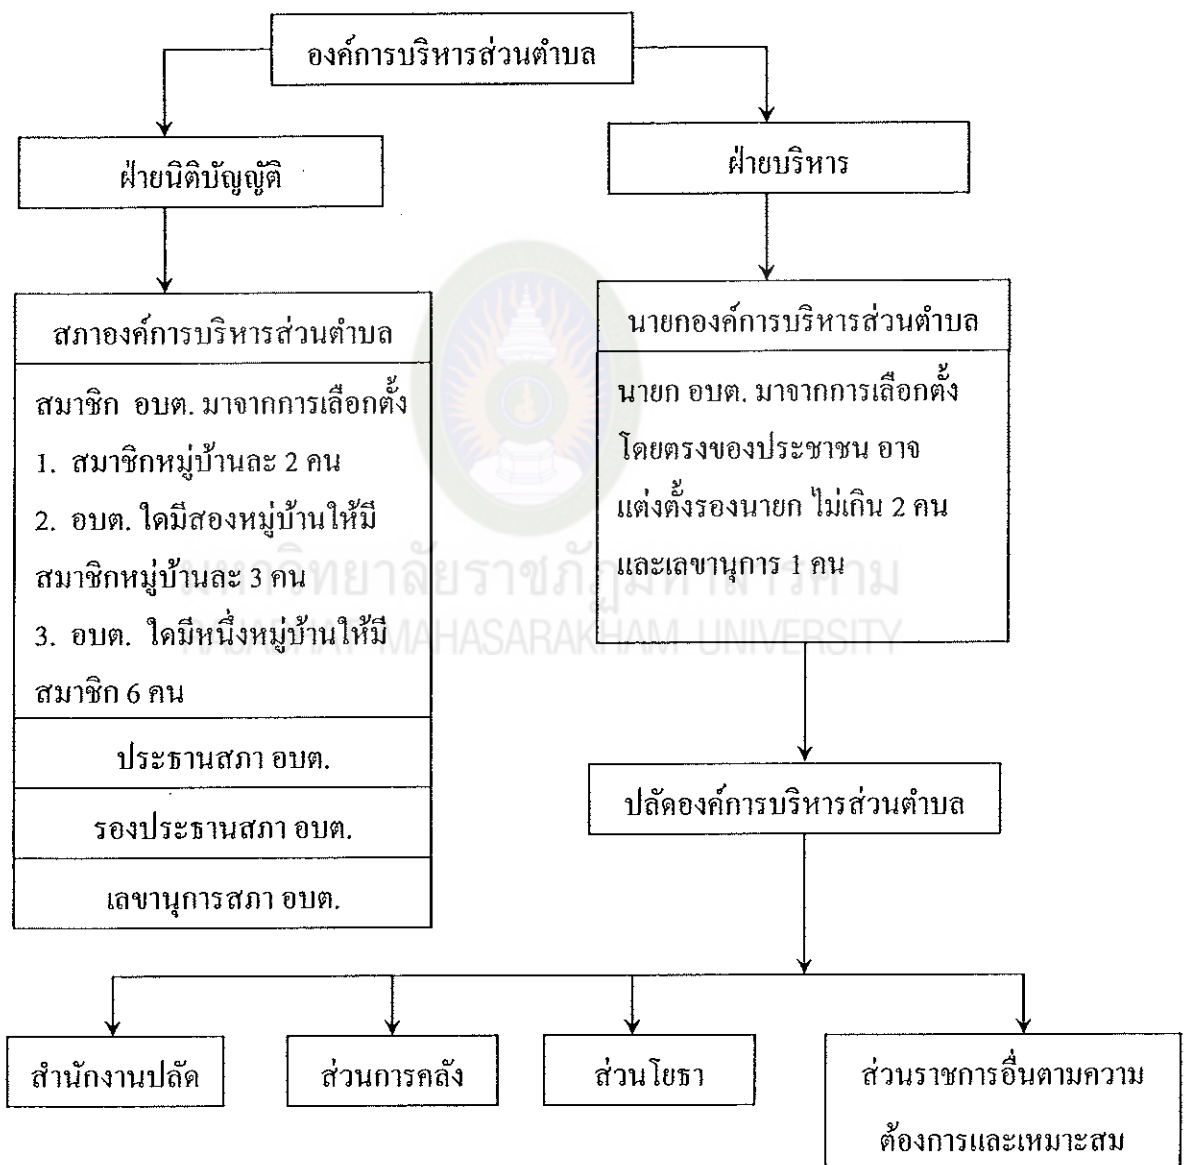 องค์การบริหารส่วนตำบล
ฝ่ายนิติบัญญัติ
ฝ่ายบริหาร
สภาองค์การบริหารส่วนตำบล
สมาชิก อบต. มาจากการเลือกตั้ง
1. สมาชิกหมู่บ้านละ 2 คน
2. อบต. ใดมีสองหมู่บ้านให้มี
สมาชิกหมู่บ้านละ 3 คน
3. อบต. ใดมีหนึ่งหมู่บ้านให้มี
สมาชิก 6 คน
ประธานสภา อบต.
รองประธานสภา อบต.
เลขานุการสภา อบต.
นายกองค์การบริหารส่วนตำบล
นายก อบต. มาจากการเลือกตั้ง
โดยตรงของประชาชน อาจ
แต่งตั้งรองนายก ไม่เกิน 2 คน
และเลขานุการ 1 คน
มหาวิทยาลัยราชภัฏมหาสารคาม
RAJABHAT MAHASARAKHAM UNIVERSITY
ปลัดองค์การบริหารส่วนตำบล
สำนักงานปลัด
ส่วนการคลัง
ส่วนโยธา
ส่วนราชการอื่นตามความ
ต้องการและเหมาะสม